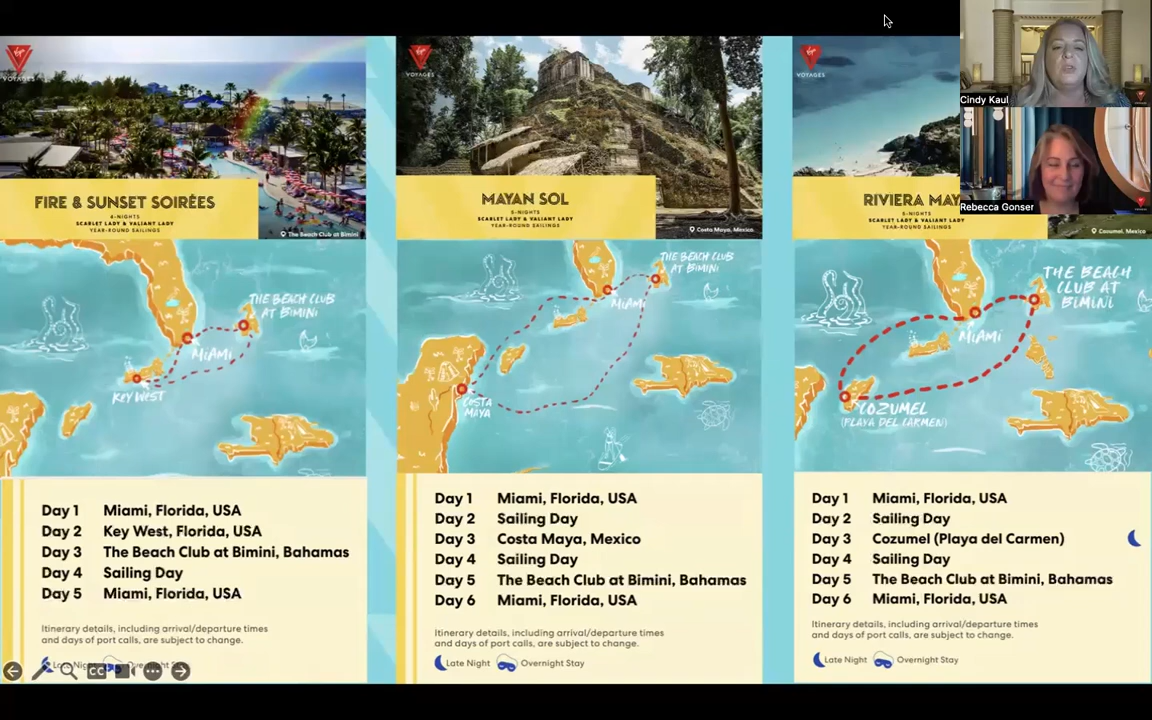 Virgin
VOYAGES
FIRE & SUNSET SOIRÉES
4-NIGHTS
SCARLET LADY & VALIANT LADY
YEAR-ROUND SAILINGS
The Beach Club at Bimini
THE BEACH CLUB
AT BIMINI
MIAMI
KEY WEST
Day 1 Miami, Florida, USA
Day 2 Key West, Florida, USA
Day 3 The Beach Club at Bimini, Bahamas
Day 4 Sailing Day
Day 5 Miami, Florida, USA
Itinerary details, including arrival/departure times
and days of port calls, are subject to change.
Late Night Overnight Stay
CC
Virgin
VOYAGES
MAYAN SOL
5-NIGHTS
SCARLET LADY & VALIANT LADY
YEAR-ROUND SAILINGS
Costa Maya, Mexico
THE BEACH CLUB
AT BIMINI
MIAMI
COSTA
MAYA
Day 1 Miami, Florida, USA
Day 2 Sailing Day
Day 3 Costa Maya, Mexico
Day 4 Sailing Day
Day 5 The Beach Club at Bimini, Bahamas
Day 6 Miami, Florida, USA
Itinerary details, including arrival/departure times
and days of port calls, are subject to change.
Late Night Overnight Stay
Virgin
VOYAGES
RIVIERA MAY
5-NIGHTS
SCARLET LADY & VALIANT LADY
YEAR-ROUND SAILINGS
Cozumel, Mexico
THE BEACH
CLUB AT
BIMINI
MIAMI
COZUMEL
(PLAYA DEL CARMEN)
Day 1 Miami, Florida, USA
Day 2 Sailing Day
Day 3 Cozumel (Playa del Carmen)
Day 4 Sailing Day
Day 5 The Beach Club at Bimini, Bahamas
Day 6 Miami, Florida, USA
Itinerary details, including arrival/departure times
and days of port calls, are subject to change.
Late Night Overnight Stay
Cindy Kaul
Rebecca Gonser